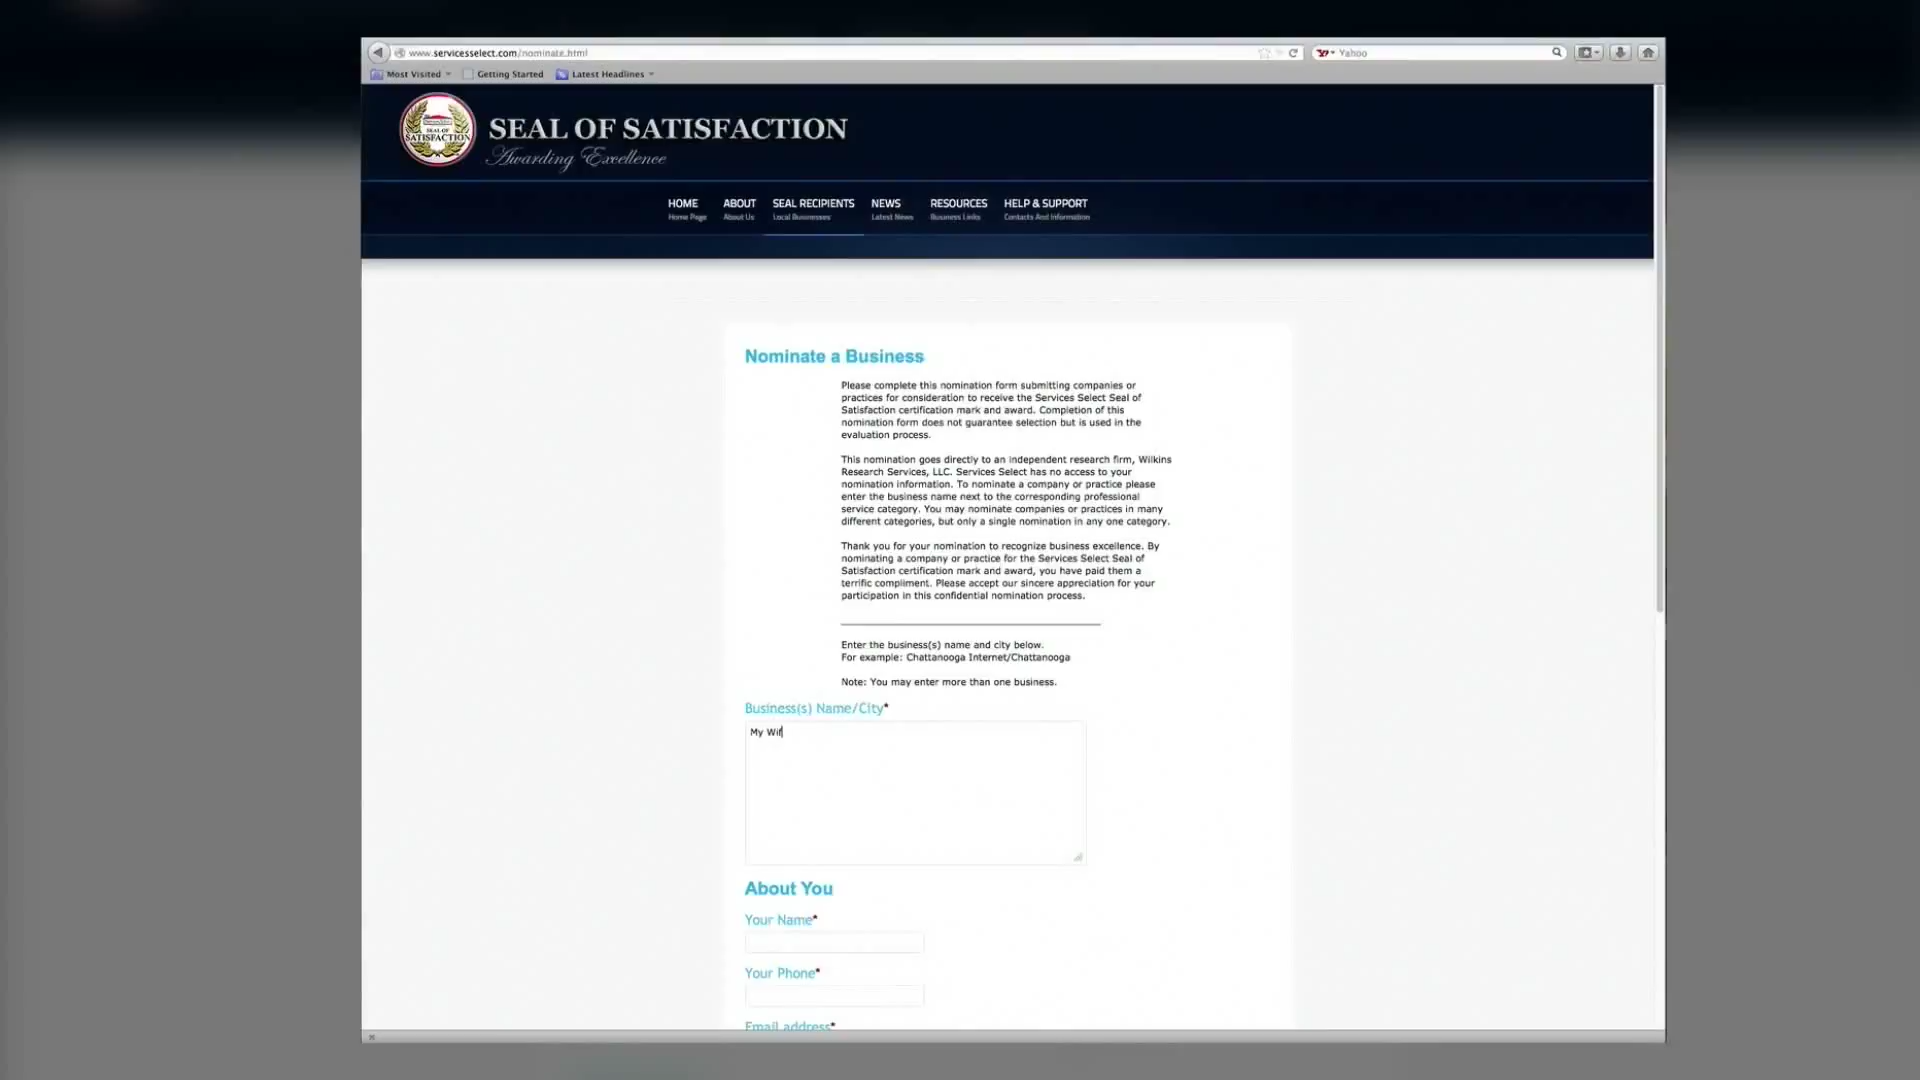 www.servicesselect.com/nominate.html
Yahoo
Most Visited
Getting Started
Latest Headlines
SEAL OF SATISFACTION
SEAL OF SATISFACTION
Awarding Excellence
HOME
ABOUT
SEAL RECIPIENTS
NEWS
RESOURCES
HELP & SUPPORT
Home Page
About Us
Local Businesses
Latest News
Business Links
Contacts And Information
Nominate a Business
Please complete this nomination form submitting companies or
practices for consideration to receive the Services Select Seal of
Satisfaction certification mark and award. Completion of this
nomination form does not guarantee selection but is used in the
evaluation process.
This nomination goes directly to an independent research firm, Wilkins
Research Services, LLC. Services Select has no access to your
nomination information. To nominate a company or practice please
enter the business name next to the corresponding professional
service category. You may nominate companies or practices in many
different categories, but only a single nomination in any one category.
Thank you for your nomination to recognize business excellence. By
nominating a company or practice for the Services Select Seal of
Satisfaction certification mark and award, you have paid them a
terrific compliment. Please accept our sincere appreciation for your
participation in this confidential nomination process.
Enter the business(s) name and city below.
For example: Chattanooga Internet/Chattanooga
Note: You may enter more than one business.
Business(s) Name/City*
My Wif
About You
Your Name*
Your Phone*
Email address*